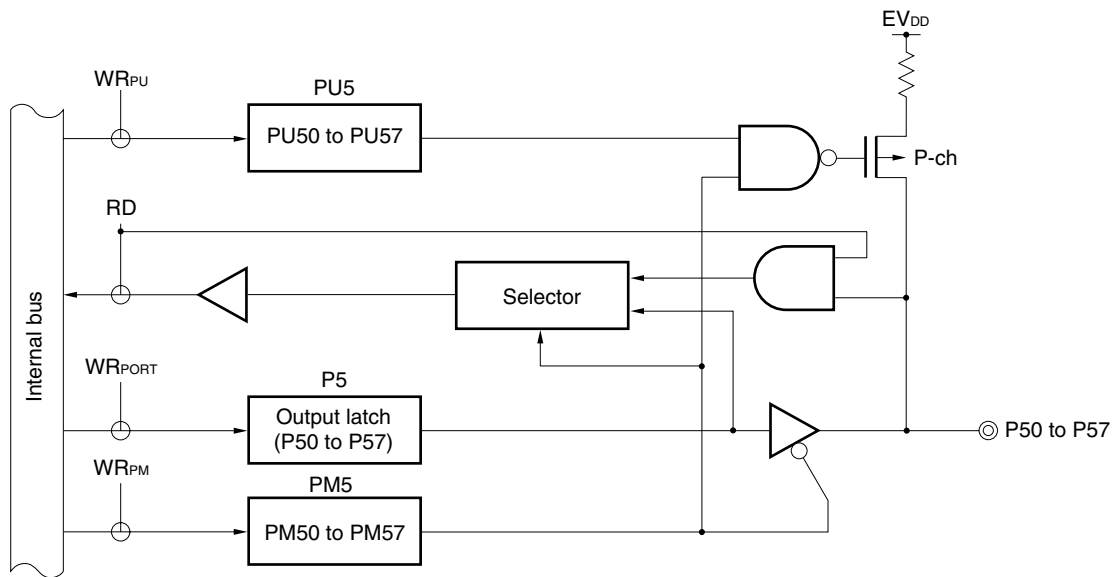 EVDD
WRPU
PU5
PU50 to PU57
P-ch
RD
Selector
Internal bus
WRPORT
P5
Output latch
(P50 to P57)
P50 to P57
WRPM
PM5
PM50 to PM57